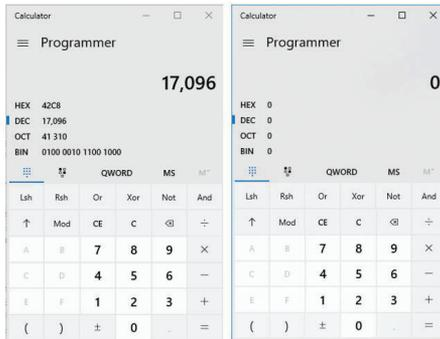 Calculator
Programmer
17,096
HEX 42C8
DEC 17,096
OCT 41 310
BIN 0100 0010 1100 1000
QWORD MS M
Lsh Rsh Or Xor Not And
↑ Mod CE C ⌫ ÷
A B 7 8 9 ×
C D 4 5 6 −
E F 1 2 3 +
( ) ± 0 . =
Calculator
Programmer
0
HEX 0
DEC 0
OCT 0
BIN 0
QWORD MS M
Lsh Rsh Or Xor Not And
↑ Mod CE C ⌫ ÷
A B 7 8 9 ×
C D 4 5 6 −
E F 1 2 3 +
( ) ± 0 . =